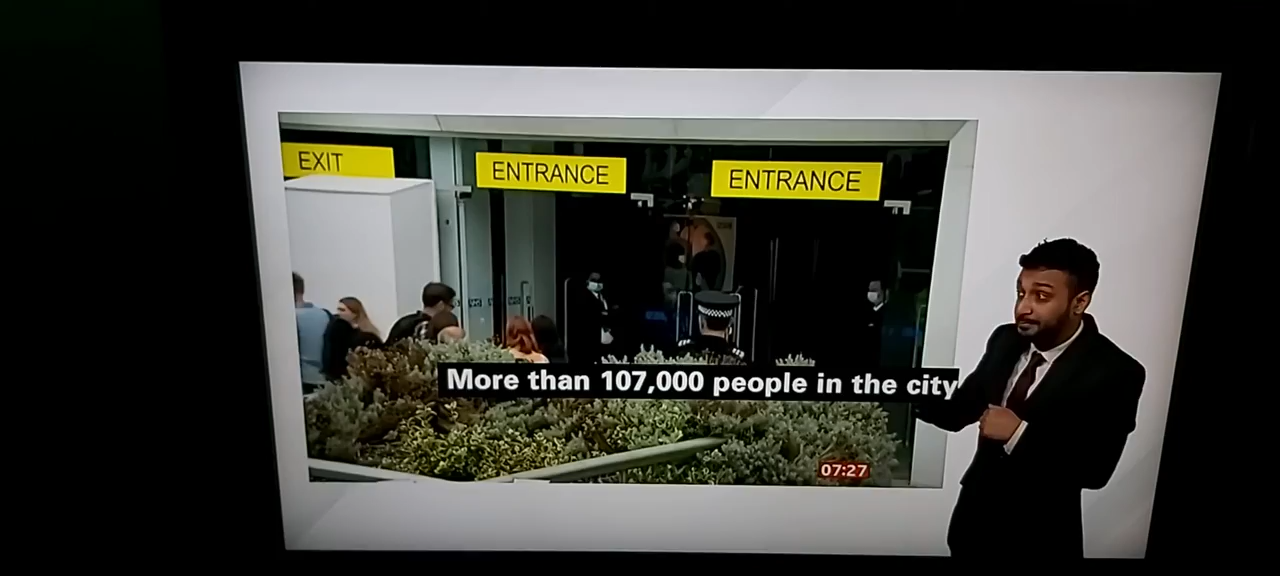 EXIT
ENTRANCE
ENTRANCE
More than 107,000 people in the city
07:27